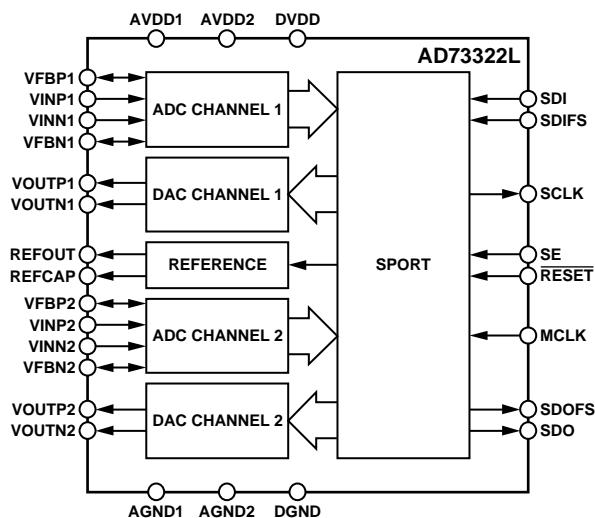 AVDD1 AVDD2 DVDD
AD73322L
VFBP1
VINP1
VINN1
VFBN1
ADC CHANNEL 1
SDI
SDIFS
VOUTP1
VOUTN1
DAC CHANNEL 1
SCLK
REFOUT
REFCAP
REFERENCE
SPORT
SE
RESET
VFBP2
VINP2
VINN2
VFBN2
ADC CHANNEL 2
MCLK
VOUTP2
VOUTN2
DAC CHANNEL 2
SDOFS
SDO
AGND1 AGND2 DGND